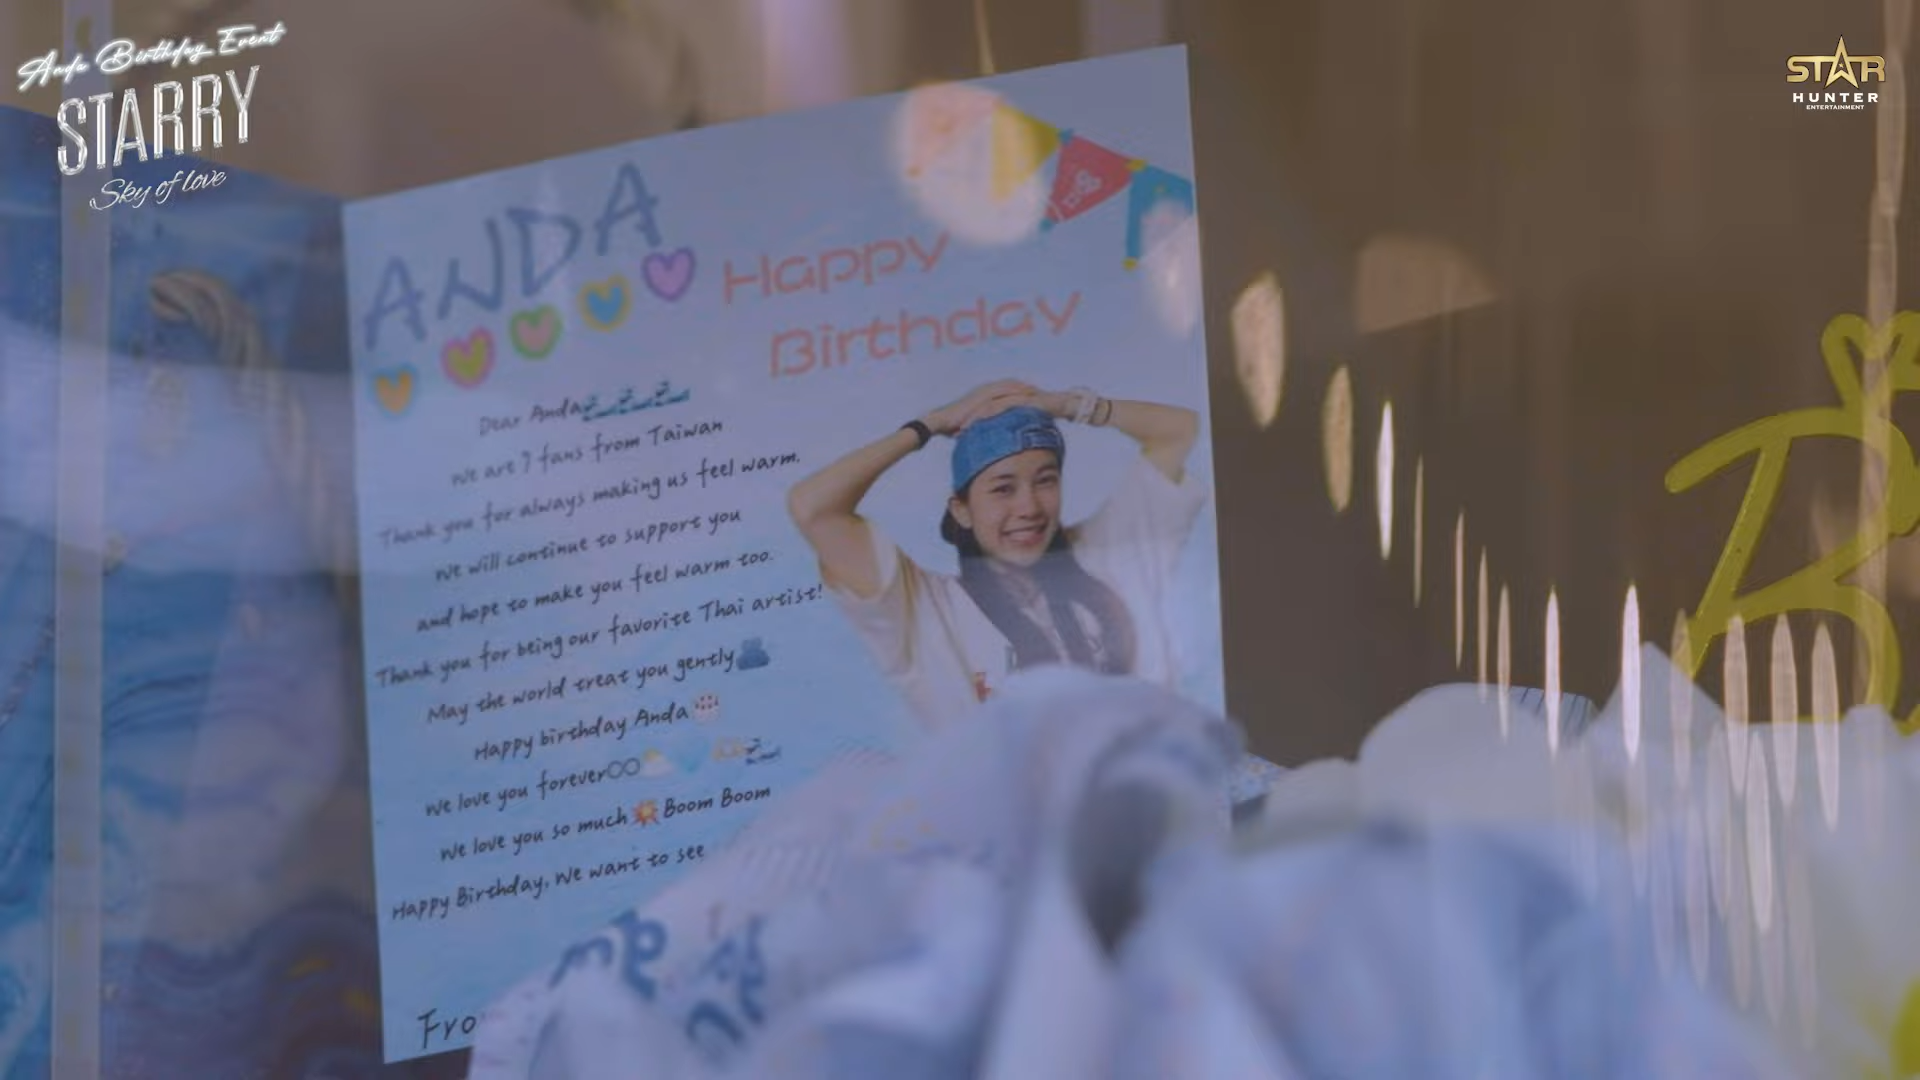 Anda Birthday Event
STARRY
Sky of love
STAR
HUNTER
ENTERTAINMENT
ANDA
Happy
Birthday
Dear Anda
We are 7 fans from Taiwan
Thank you for always making us feel warm.
We will continue to support you
and hope to make you feel warm too.
Thank you for being our favorite Thai artist!
May the world treat you gently
Happy birthday Anda
We love you forever
We love you so much 💥 Boom Boom
Happy Birthday, We want to see
Fro